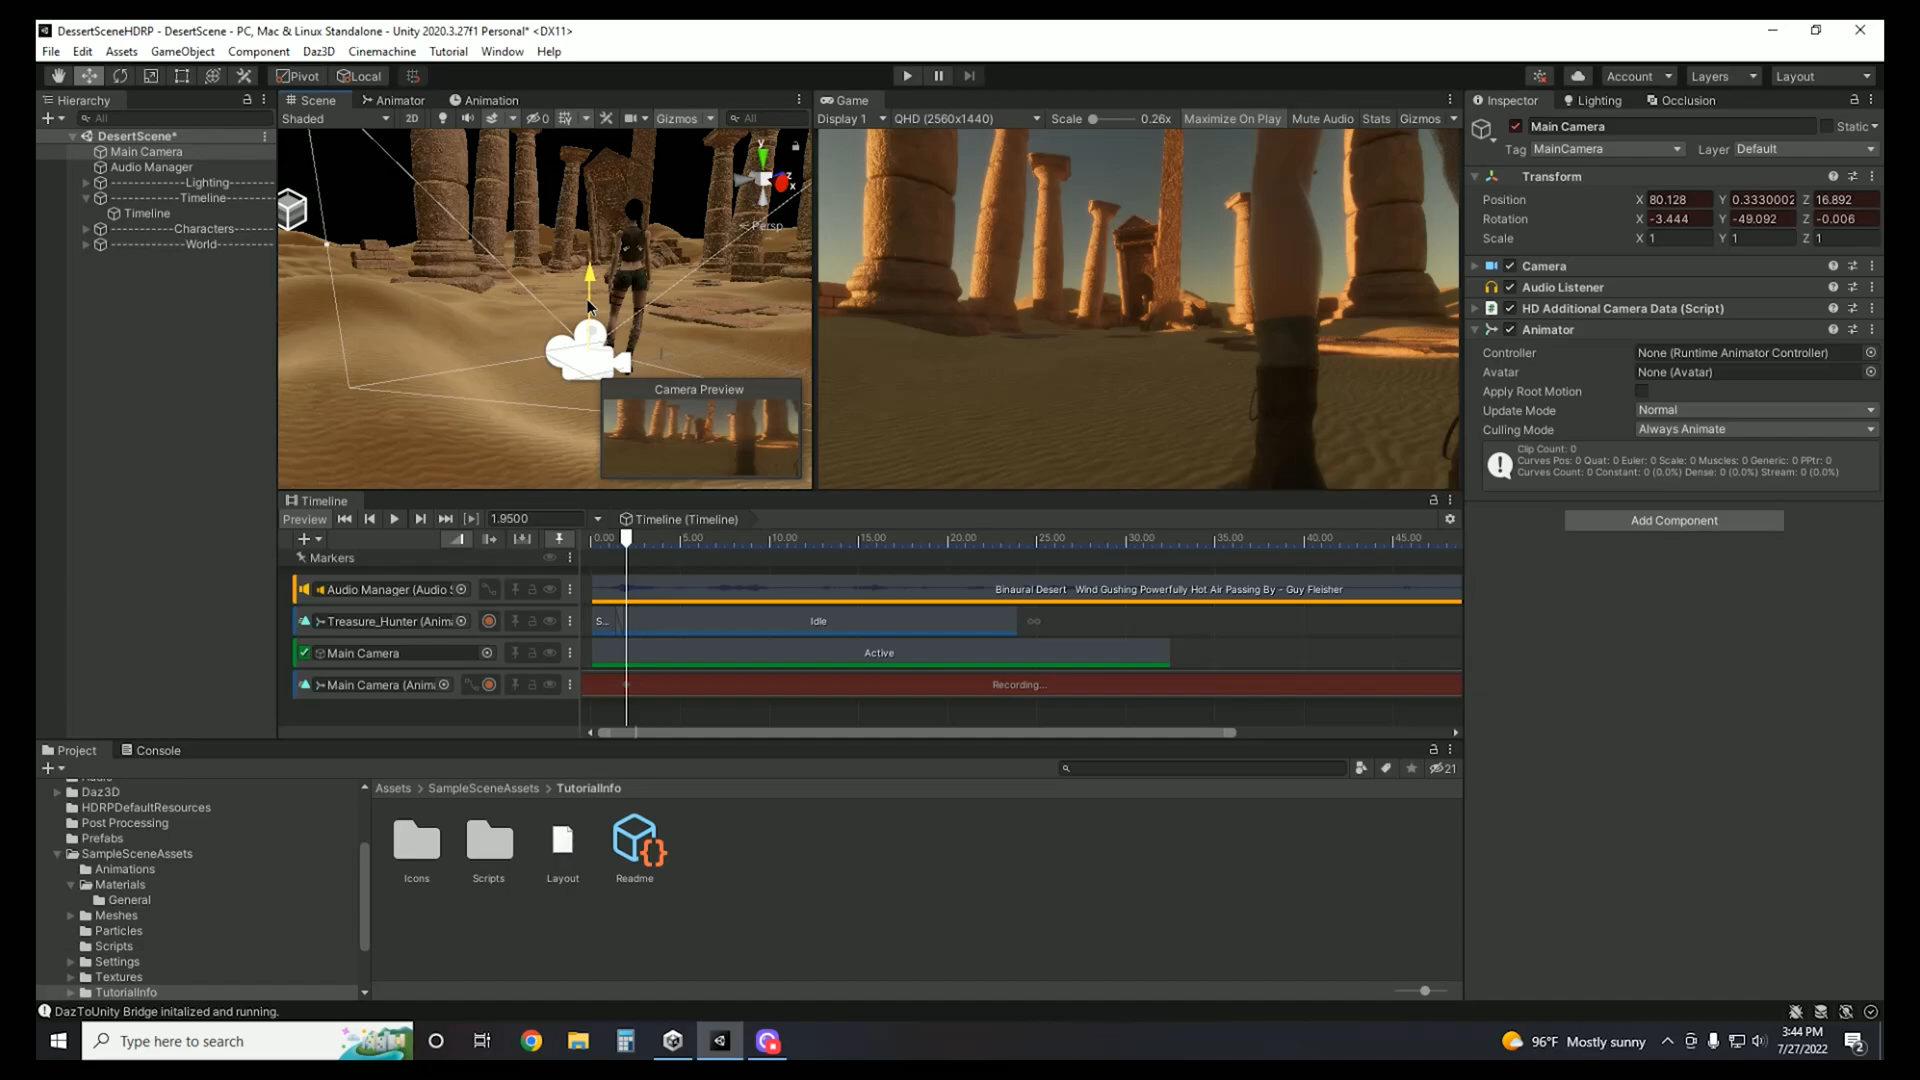 DessertSceneHDRP - DesertScene - PC, Mac & Linux Standalone - Unity 2020.3.27f1 Personal* <DX11>
File Edit Assets GameObject Component Daz3D Cinemachine Tutorial Window Help
Pivot Local Account Layers Layout
Hierarchy
All
DesertScene*
Main Camera
Audio Manager
------------Lighting-----------
------------Timeline-----------
Timeline
-----------Characters----------
-------------World-------------
Scene Animator Animation
Shaded 2D 0 Gizmos All
y
z
x
Persp
Camera Preview
Game
Display 1 QHD (2560x1440) Scale 0.26x Maximize On Play Mute Audio Stats Gizmos
Inspector Lighting Occlusion
Main Camera Static
Tag MainCamera Layer Default
Transform
Position X 80.128 Y 0.3330002 Z 16.892
Rotation X -3.444 Y -49.092 Z -0.006
Scale X 1 Y 1 Z 1
Camera
Audio Listener
HD Additional Camera Data (Script)
Animator
Controller None (Runtime Animator Controller)
Avatar None (Avatar)
Apply Root Motion
Update Mode Normal
Culling Mode Always Animate
Clip Count: 0
Curves Pos: 0 Quat: 0 Euler: 0 Scale: 0 Muscles: 0 Generic: 0 PPtr: 0
Curves Count: 0 Constant: 0 (0.0%) Dense: 0 (0.0%) Stream: 0 (0.0%)
Add Component
Timeline
Preview 1.9500 Timeline (Timeline)
0.00 5.00 10.00 15.00 20.00 25.00 30.00 35.00 40.00 45.00
Markers
Audio Manager (Audio S Binaural Desert Wind Gushing Powerfully Hot Air Passing By - Guy Fleisher
Treasure_Hunter (Anima S... Idle
Main Camera Active
Main Camera (Anima Recording...
Project Console
21
Audio
Daz3D
HDRPDefaultResources
Post Processing
Prefabs
SampleSceneAssets
Animations
Materials
General
Meshes
Particles
Scripts
Settings
Textures
TutorialInfo
Assets > SampleSceneAssets > TutorialInfo
Icons Scripts Layout Readme
DazToUnity Bridge initalized and running.
Type here to search
96°F Mostly sunny
3:44 PM
7/27/2022
2